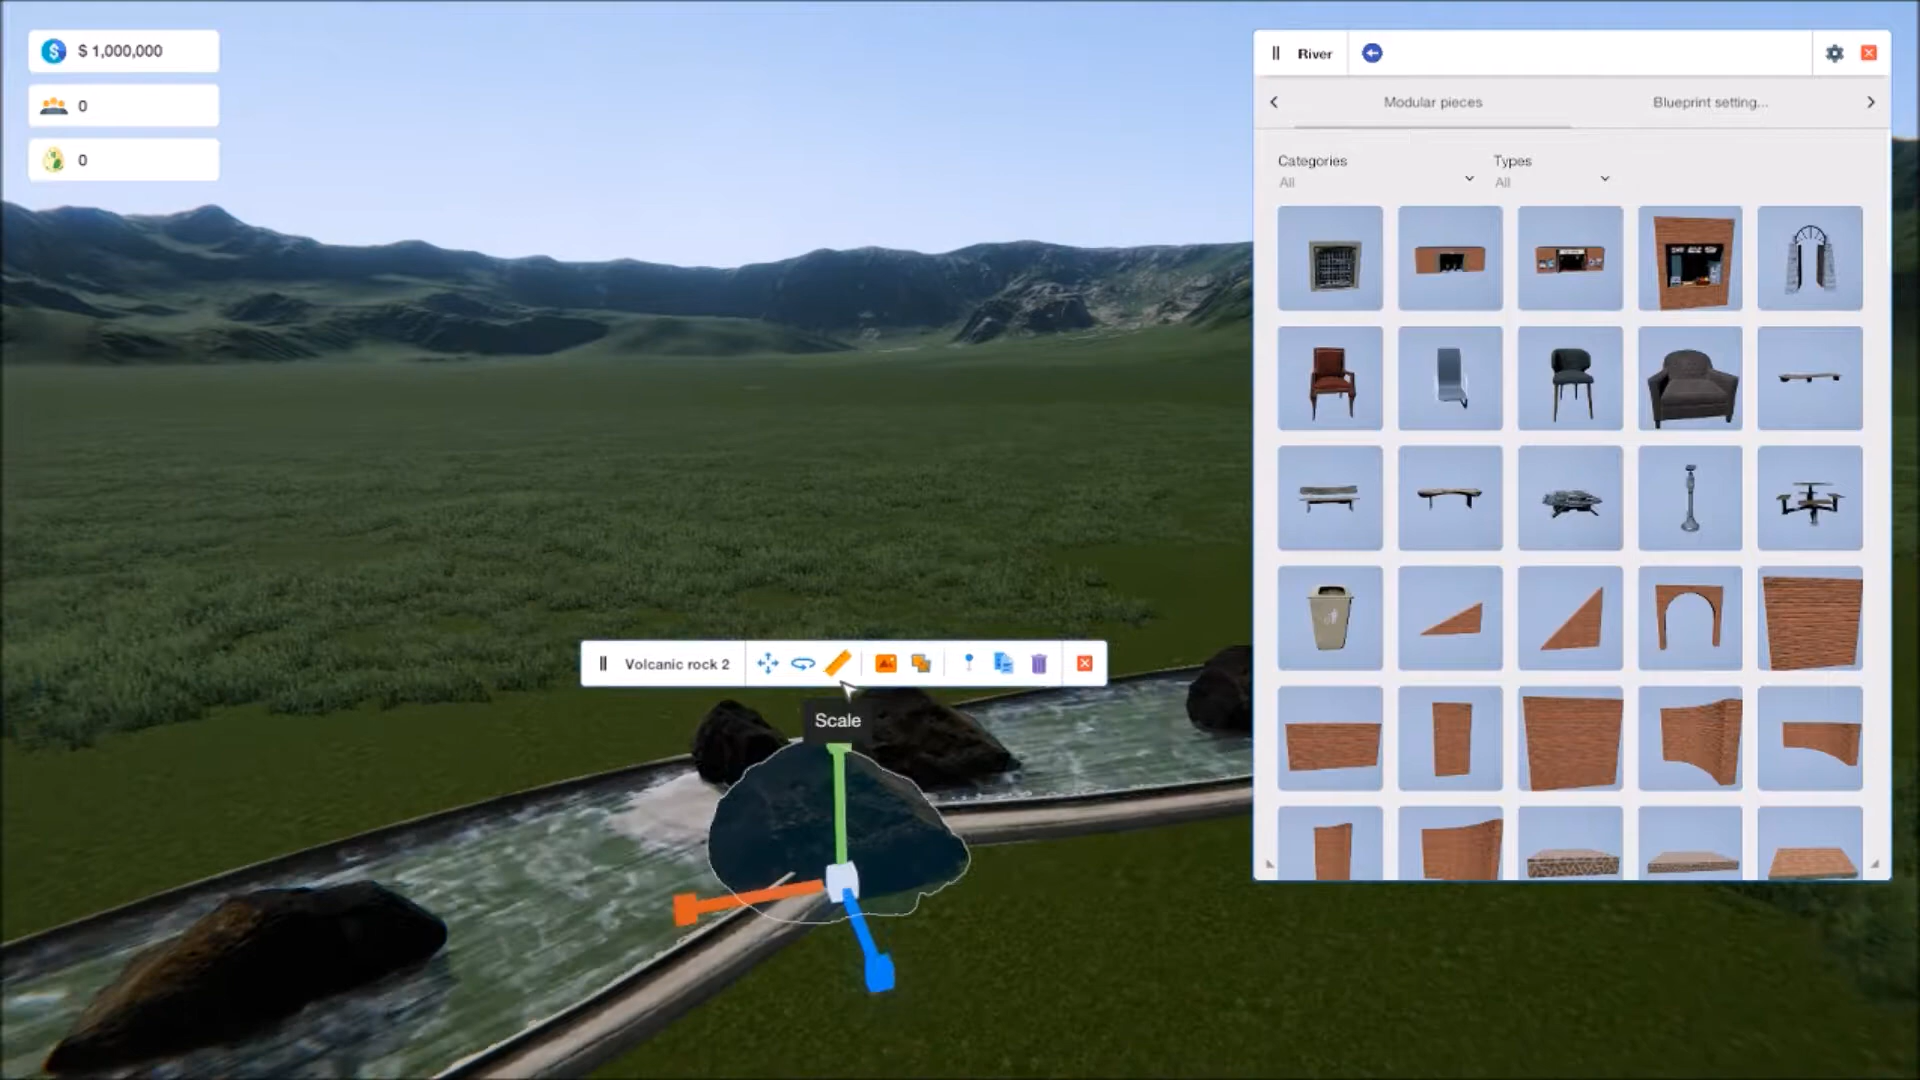 $ 1,000,000
0
0
River
Modular pieces
Blueprint setting...
Categories
All
Types
All
Volcanic rock 2
Scale